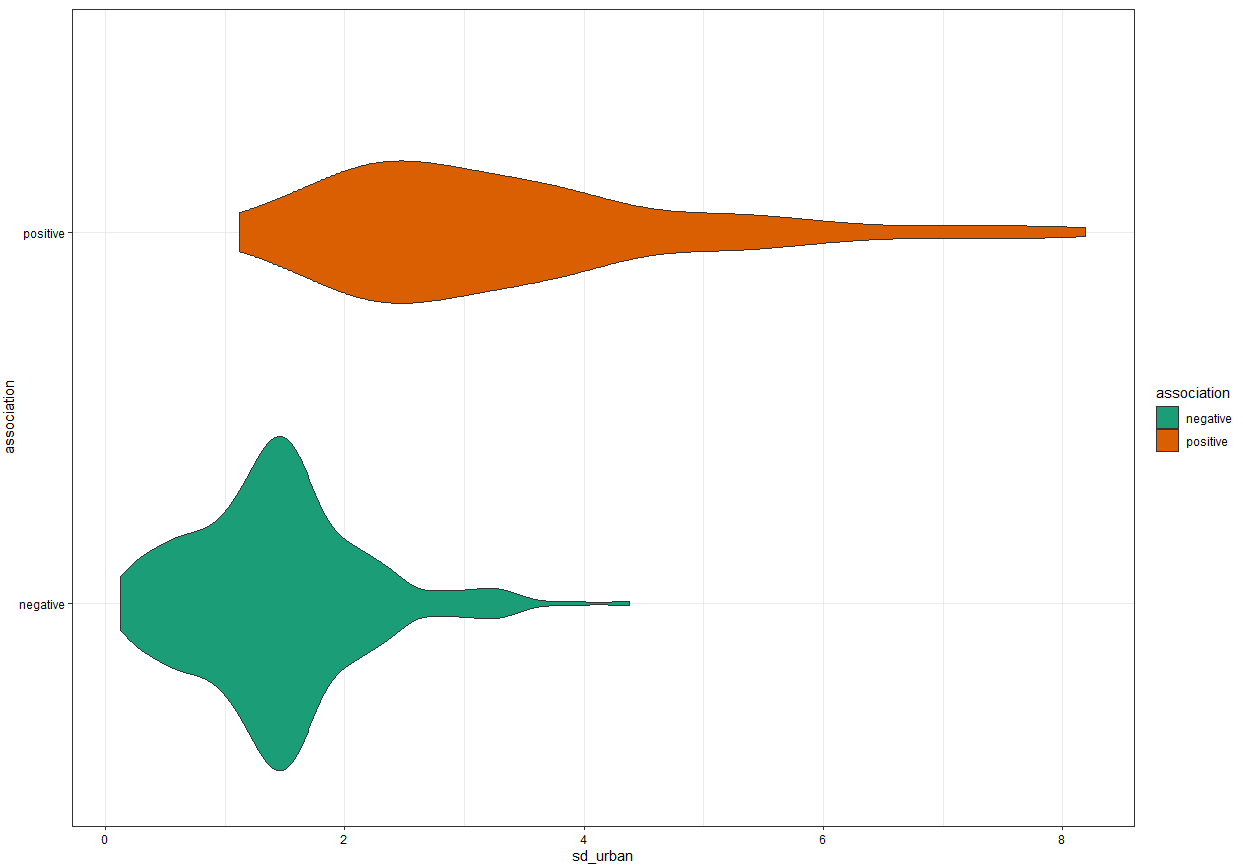 positive
association
negative
0 2 4 6 8
sd_urban
association
negative
positive